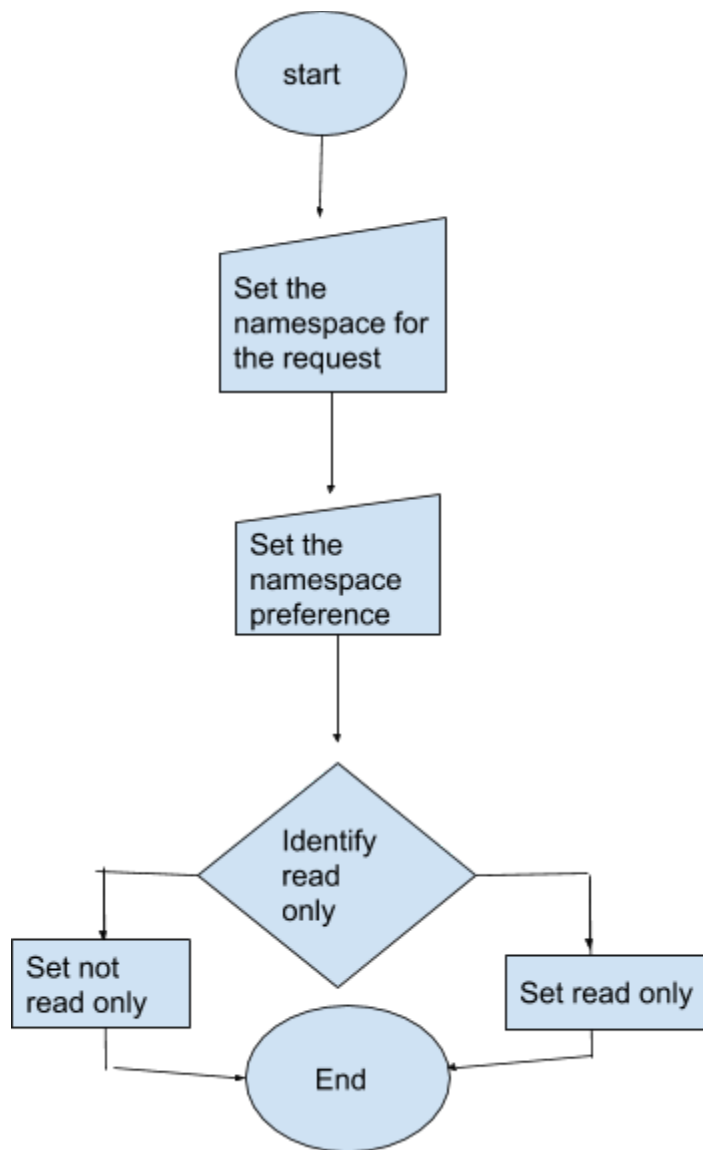 start
Set the
namespace for
the request
Set the
namespace
preference
Identify
read
only
Set not
read only
Set read only
End